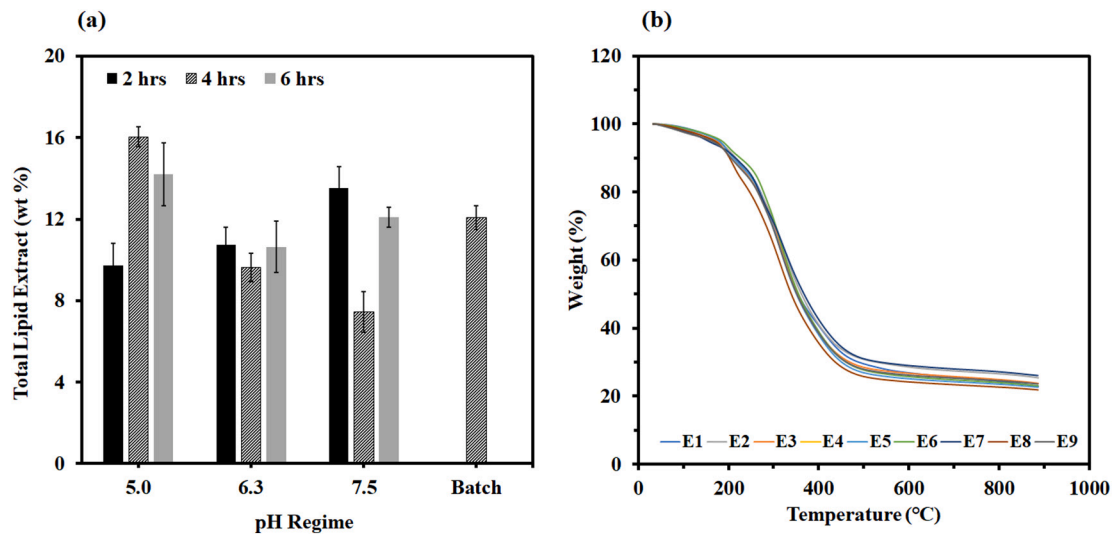 (a)
Total Lipid Extract (wt %)
20
16
12
8
4
0
2 hrs 4 hrs 6 hrs
5.0 6.3 7.5 Batch
pH Regime
(b)
Weight (%)
120
100
80
60
40
20
0
E1 E2 E3 E4 E5 E6 E7 E8 E9
0 200 400 600 800 1000
Temperature (°C)